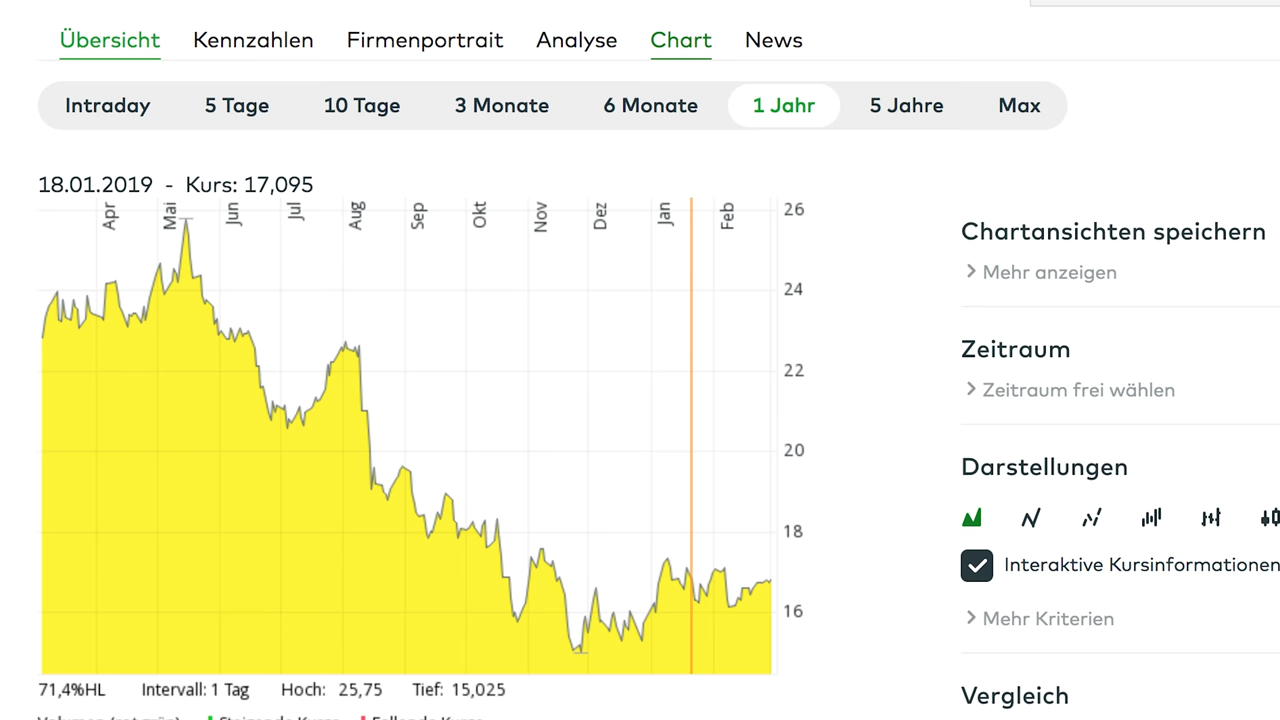 Übersicht Kennzahlen Firmenportrait Analyse Chart News
Intraday 5 Tage 10 Tage 3 Monate 6 Monate 1 Jahr 5 Jahre Max
18.01.2019 - Kurs: 17,095
Apr Mai Jun Jul Aug Sep Okt Nov Dez Jan Feb
26
24
22
20
18
16
71,4%HL Intervall: 1 Tag Hoch: 25,75 Tief: 15,025
Chartansichten speichern
Mehr anzeigen
Zeitraum
Zeitraum frei wählen
Darstellungen
Interaktive Kursinformationen
Mehr Kriterien
Vergleich